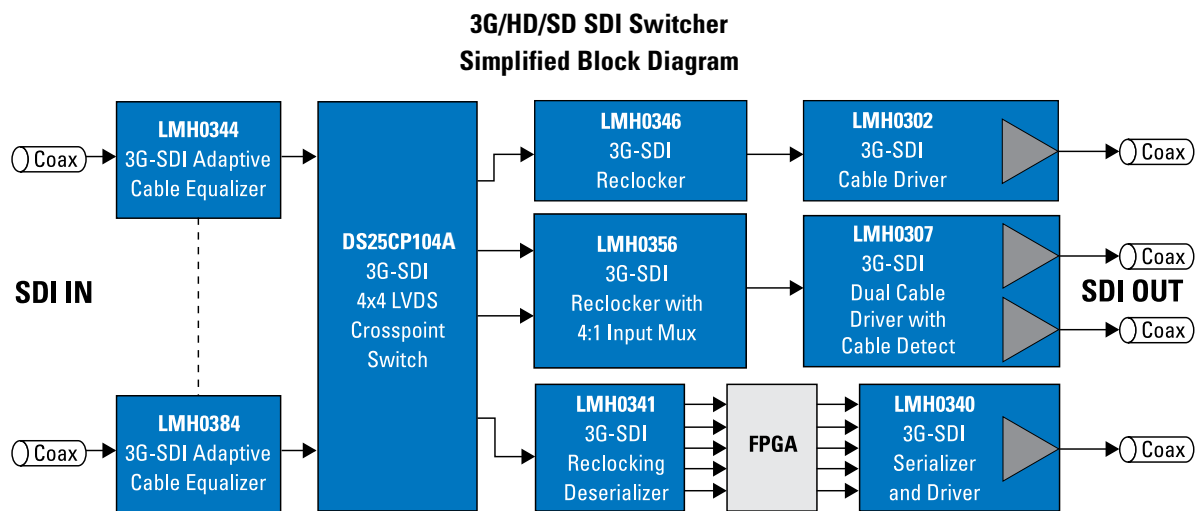 3G/HD/SD SDI Switcher
Simplified Block Diagram
SDI IN
Coax
LMH0344
3G-SDI Adaptive
Cable Equalizer
Coax
LMH0384
3G-SDI Adaptive
Cable Equalizer
DS25CP104A
3G-SDI
4x4 LVDS
Crosspoint
Switch
LMH0346
3G-SDI
Reclocker
LMH0302
3G-SDI
Cable Driver
Coax
LMH0356
3G-SDI
Reclocker with
4:1 Input Mux
LMH0307
3G-SDI
Dual Cable
Driver with
Cable Detect
Coax
SDI OUT
Coax
LMH0341
3G-SDI
Reclocking
Deserializer
FPGA
LMH0340
3G-SDI
Serializer
and Driver
Coax